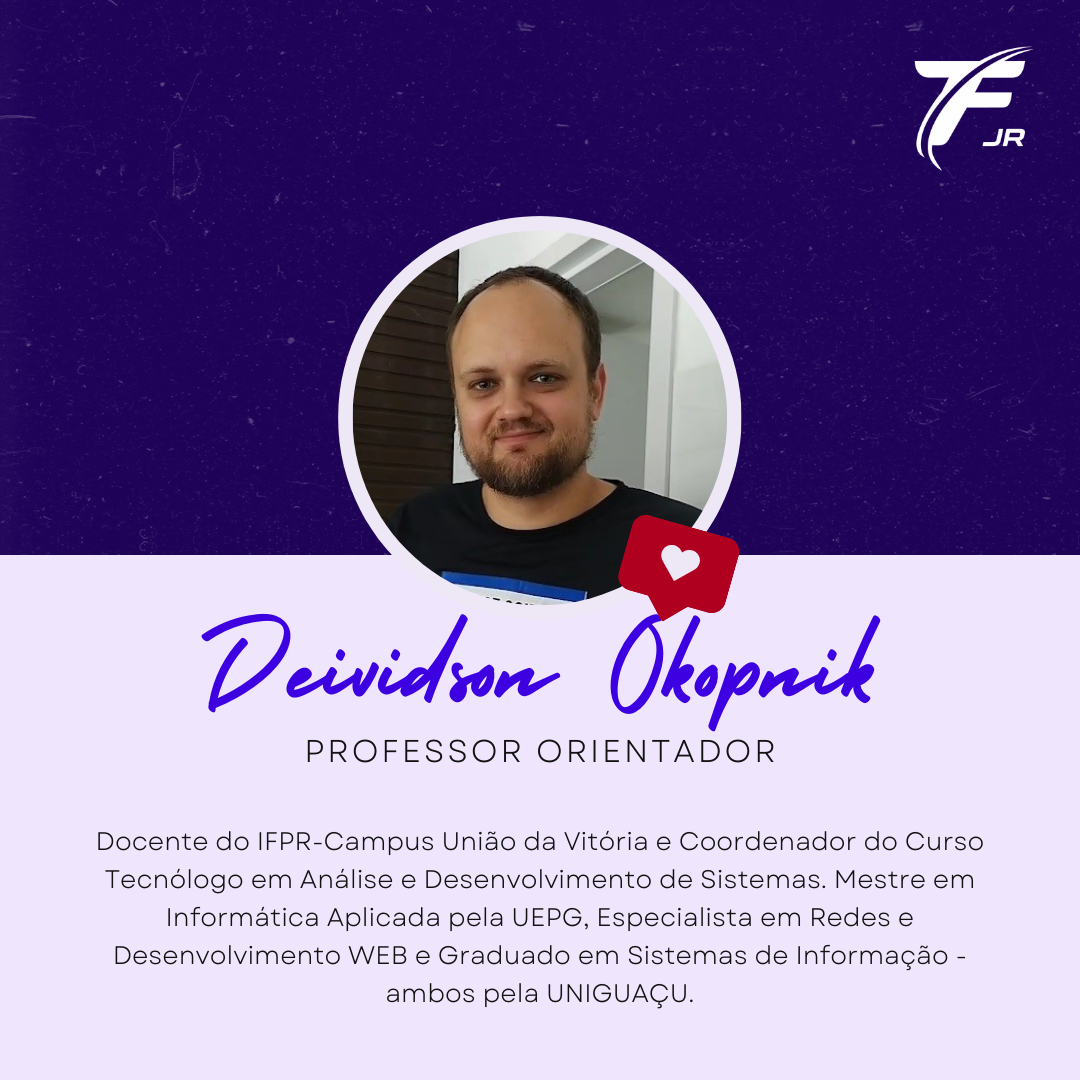 TF
JR
Deividson Okopnik
PROFESSOR ORIENTADOR
Docente do IFPR-Campus União da Vitória e Coordenador do Curso
Tecnólogo em Análise e Desenvolvimento de Sistemas. Mestre em
Informática Aplicada pela UEPG, Especialista em Redes e
Desenvolvimento WEB e Graduado em Sistemas de Informação -
ambos pela UNIGUAÇU.